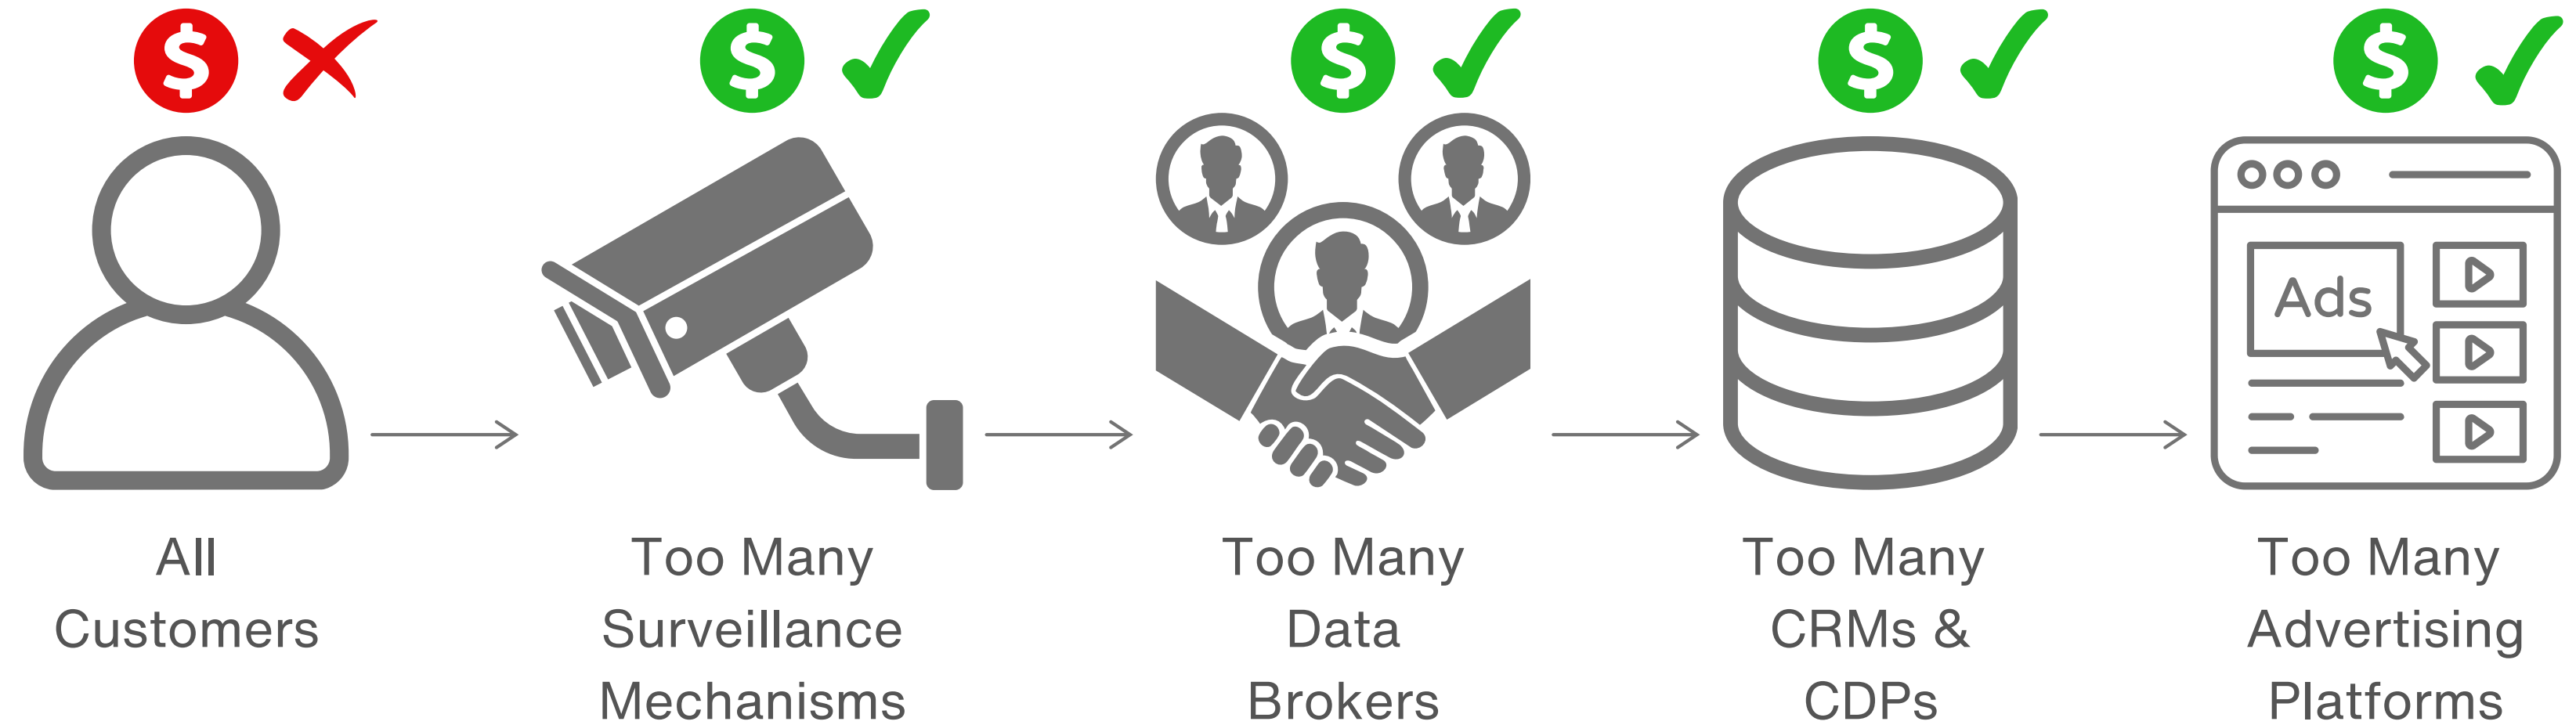 $
$
$
$
$
Ads
All
Customers
Too Many
Surveillance
Mechanisms
Too Many
Data
Brokers
Too Many
CRMs &
CDPs
Too Many
Advertising
Platforms